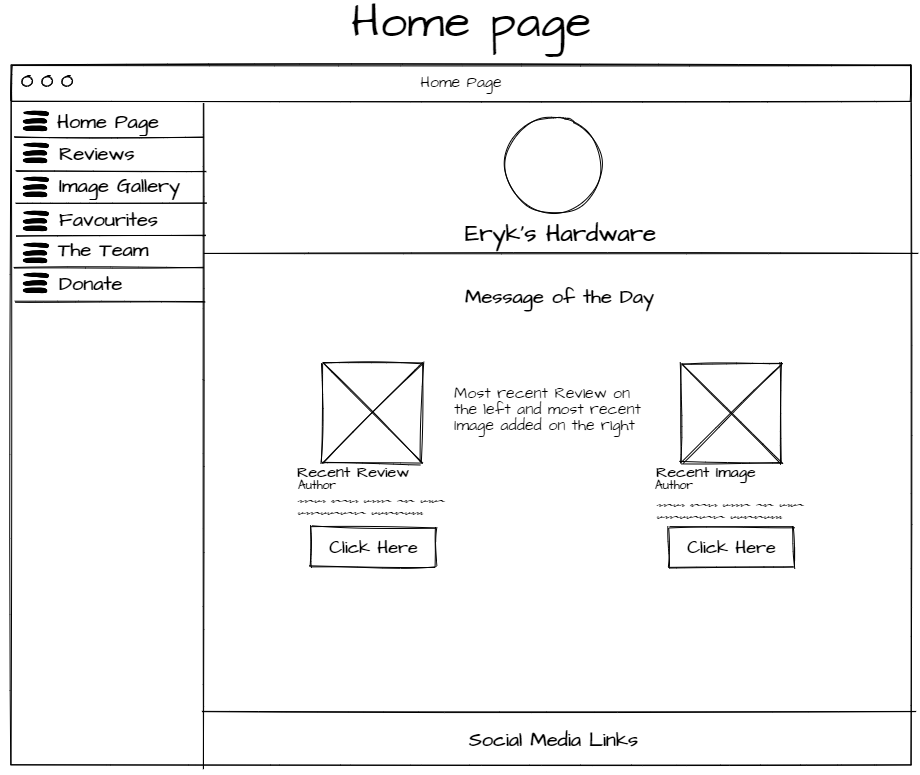 Home page
Home Page
Home Page
Reviews
Image Gallery
Favourites
The Team
Donate
Eryk's Hardware
Message of the Day
Most recent Review on
the left and most recent
Image added on the right
Recent Review
Author
Click Here
Recent Image
Author
Click Here
Social Media Links